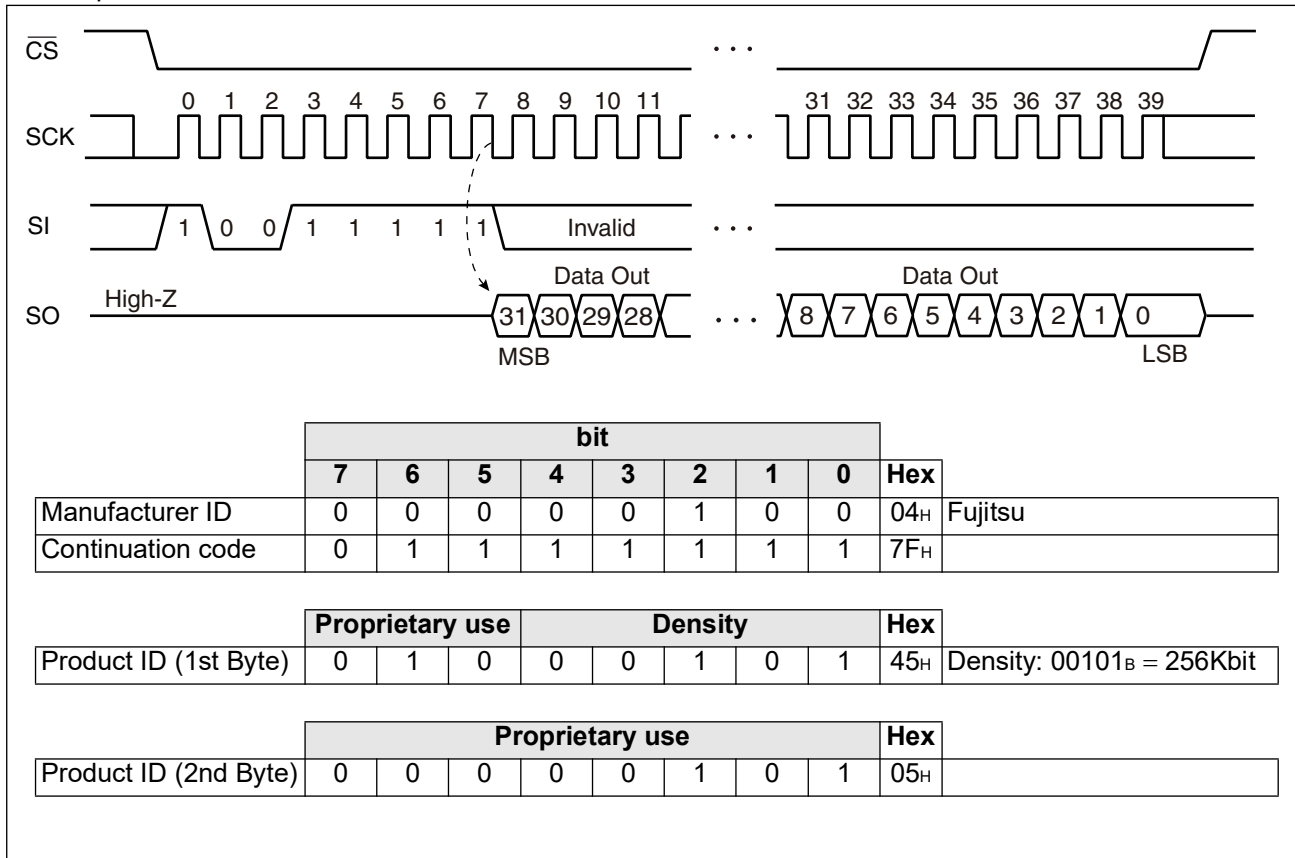 CS
0 1 2 3 4 5 6 7 8 9 10 11 31 32 33 34 35 36 37 38 39
SCK
SI 1 0 0 1 1 1 1 1 Invalid
Data Out Data Out
High-Z
SO 31 30 29 28 8 7 6 5 4 3 2 1 0
MSB LSB
bit
7 6 5 4 3 2 1 0 Hex
Manufacturer ID 0 0 0 0 0 1 0 0 04H Fujitsu
Continuation code 0 1 1 1 1 1 1 1 7FH
Proprietary use Density Hex
Product ID (1st Byte) 0 1 0 0 0 1 0 1 45H Density: 00101B = 256Kbit
Proprietary use Hex
Product ID (2nd Byte) 0 0 0 0 0 1 0 1 05H